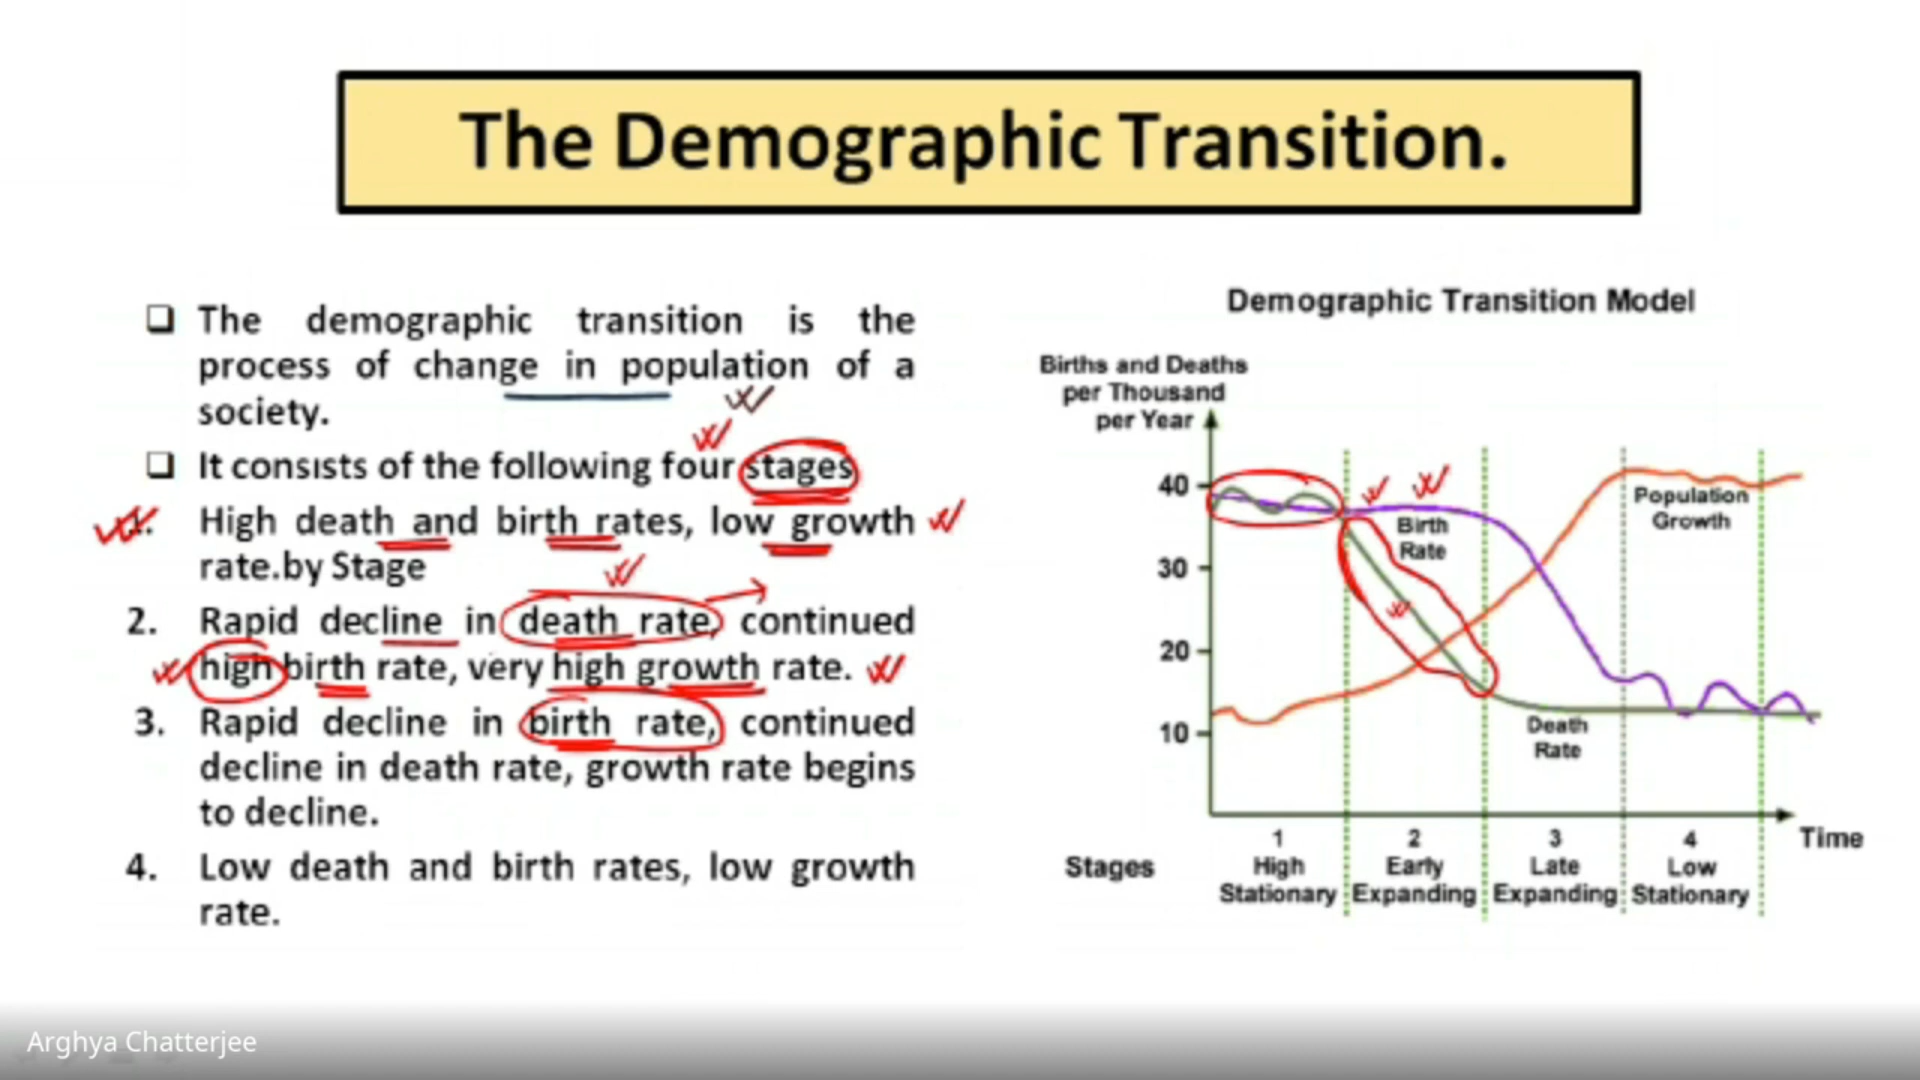 The Demographic Transition.
❑ The demographic transition is the
process of change in population of a
society.
❑ It consists of the following four stages
1. High death and birth rates, low growth
rate.by Stage
2. Rapid decline in death rate, continued
high birth rate, very high growth rate.
3. Rapid decline in birth rate, continued
decline in death rate, growth rate begins
to decline.
4. Low death and birth rates, low growth
rate.
Demographic Transition Model
Births and Deaths
per Thousand
per Year
40
30
20
10
Population
Growth
Birth
Rate
Death
Rate
1 2 3 4 Time
Stages High Early Late Low
Stationary Expanding Expanding Stationary
Arghya Chatterjee